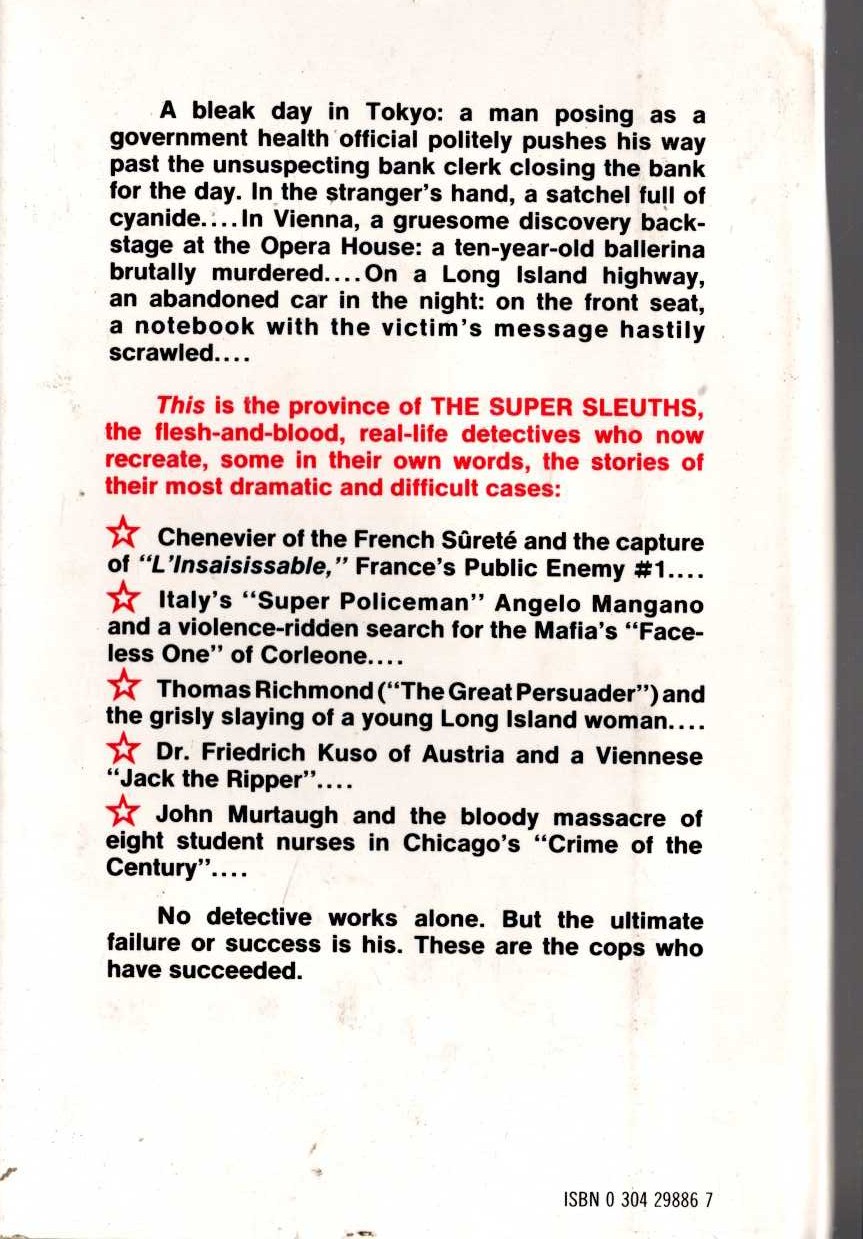 A bleak day in Tokyo: a man posing as a
government health official politely pushes his way
past the unsuspecting bank clerk closing the bank
for the day. In the stranger's hand, a satchel full of
cyanide....In Vienna, a gruesome discovery back-
stage at the Opera House: a ten-year-old ballerina
brutally murdered....On a Long Island highway,
an abandoned car in the night: on the front seat,
a notebook with the victim's message hastily
scrawled....
This is the province of THE SUPER SLEUTHS,
the flesh-and-blood, real-life detectives who now
recreate, some in their own words, the stories of
their most dramatic and difficult cases:
Chenevier of the French Sûreté and the capture
of "L'Insaisissable," France's Public Enemy #1....
Italy's "Super Policeman" Angelo Mangano
and a violence-ridden search for the Mafia's "Face-
less One" of Corleone....
Thomas Richmond ("The Great Persuader") and
the grisly slaying of a young Long Island woman....
Dr. Friedrich Kuso of Austria and a Viennese
"Jack the Ripper"....
John Murtaugh and the bloody massacre of
eight student nurses in Chicago's "Crime of the
Century"....
No detective works alone. But the ultimate
failure or success is his. These are the cops who
have succeeded.
ISBN 0 304 29886 7